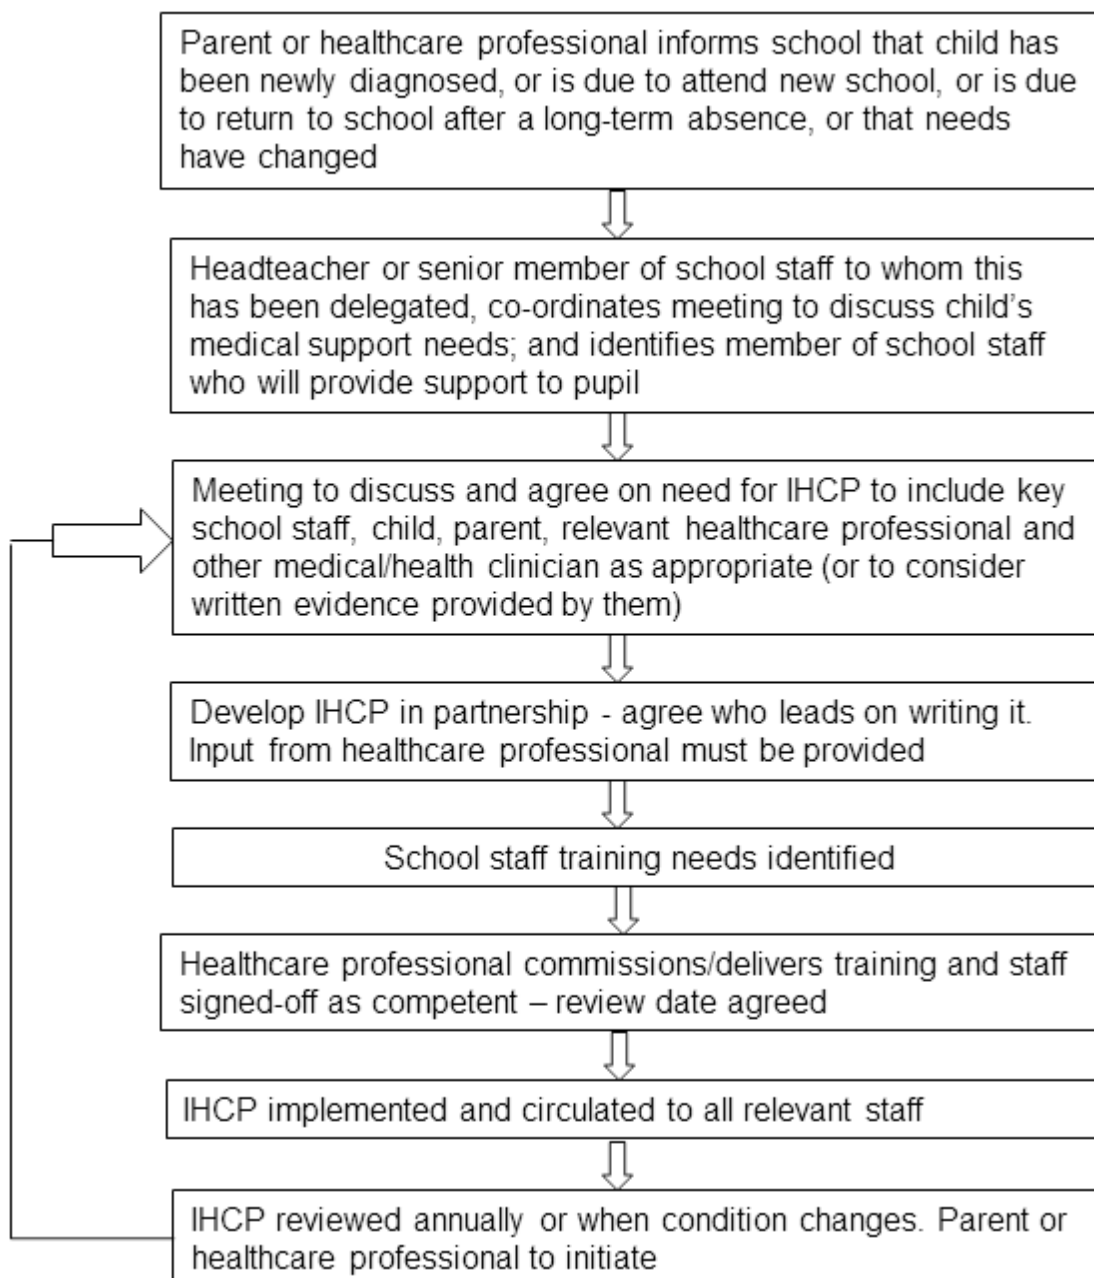 Parent or healthcare professional informs school that child has
been newly diagnosed, or is due to attend new school, or is due
to return to school after a long-term absence, or that needs
have changed
Headteacher or senior member of school staff to whom this
has been delegated, co-ordinates meeting to discuss child's
medical support needs; and identifies member of school staff
who will provide support to pupil
Meeting to discuss and agree on need for IHCP to include key
school staff, child, parent, relevant healthcare professional and
other medical/health clinician as appropriate (or to consider
written evidence provided by them)
Develop IHCP in partnership - agree who leads on writing it.
Input from healthcare professional must be provided
School staff training needs identified
Healthcare professional commissions/delivers training and staff
signed-off as competent – review date agreed
IHCP implemented and circulated to all relevant staff
IHCP reviewed annually or when condition changes. Parent or
healthcare professional to initiate